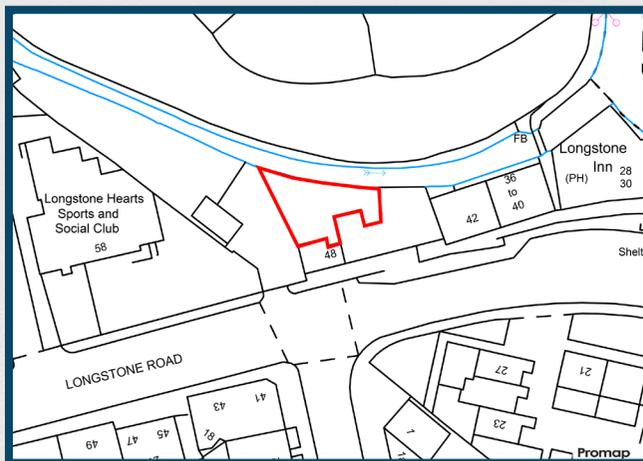 FB
Longstone
Inn
(PH)
28
30
36
to
40
42
Longstone Hearts
Sports and
Social Club
58
48
Shelt
LONGSTONE ROAD
27
21
23
43
41
49
47
45
18
1
Promap